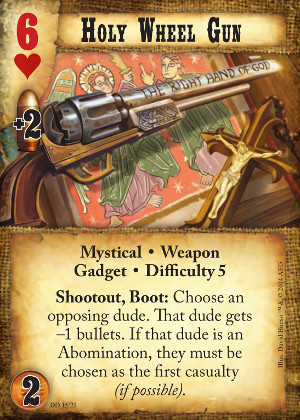 6
HOLY WHEEL GUN
THE RIGHT HAND OF GOD
+2
Mystical • Weapon
Gadget • Difficulty 5
Shootout, Boot: Choose an
opposing dude. That dude gets
–1 bullets. If that dude is an
Abomination, they must be
chosen as the first casualty
(if possible).
2